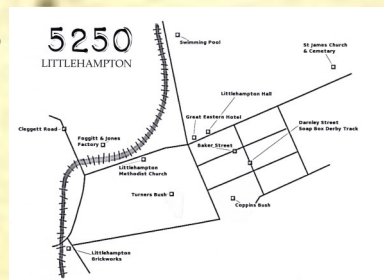 5250
LITTLEHAMPTON
Swimming Pool
St James Church
& Cametary
Littlehampton Hall
Great Eastern Hotel
Darnley Street
Soap Box Derby Track
Cleggett Road
Foggitt & Jones
Factory
Baker Street
Littlehampton
Methodist Church
Turners Bush
Coppins Bush
Littlehampton
Brickworks